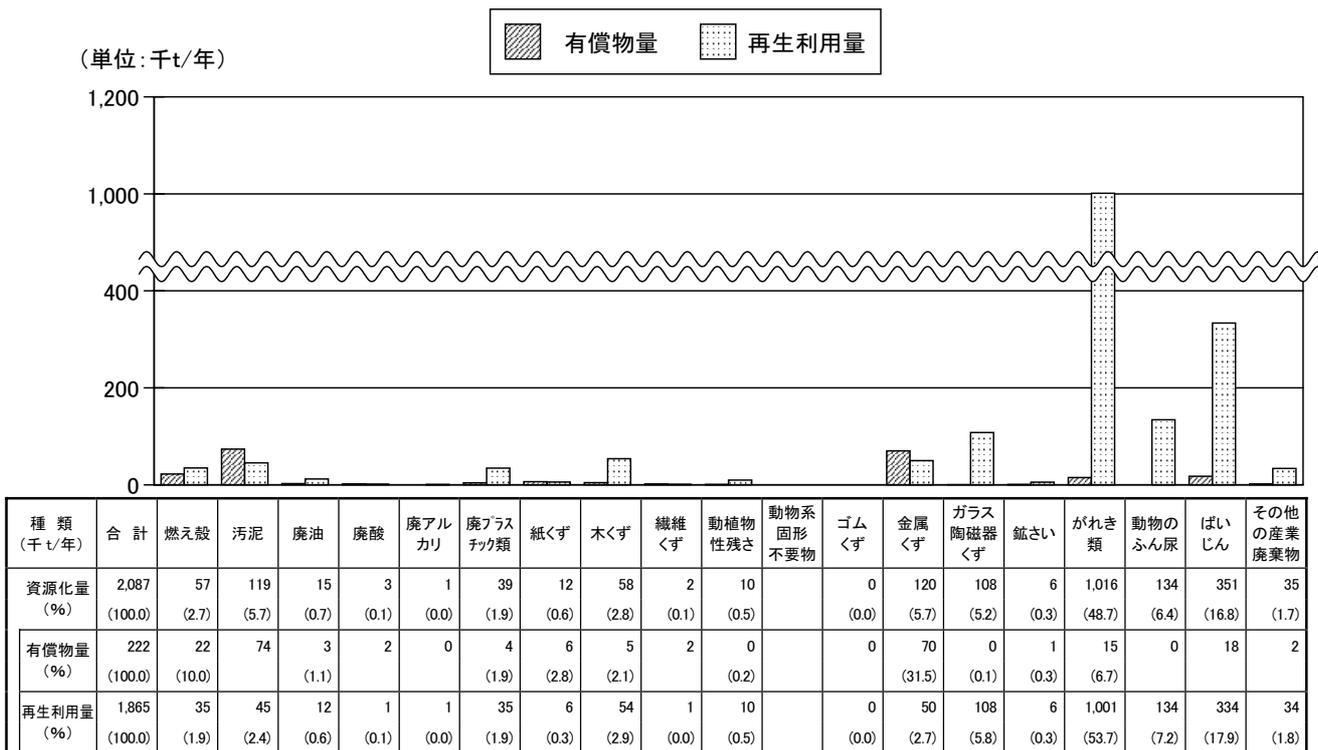 有償物量 再生利用量
(単位:千t/年)
1,200
1,000
400
200
0
種 類 (千t/年) 合 計 燃え殻 汚泥 廃油 廃酸 廃アルカリ 廃プラスチック類 紙くず 木くず 繊維くず 動植物性残さ 動物系固形不要物 ゴムくず 金属くず ガラス陶磁器くず 鉱さい がれき類 動物のふん尿 ばいじん その他の産業廃棄物
資源化量 2,087 57 119 15 3 1 39 12 58 2 10 0 120 108 6 1,016 134 351 35
(%) (100.0) (2.7) (5.7) (0.7) (0.1) (0.0) (1.9) (0.6) (2.8) (0.1) (0.5) (0.0) (5.7) (5.2) (0.3) (48.7) (6.4) (16.8) (1.7)
有償物量 222 22 74 3 2 0 4 6 5 2 0 0 70 0 1 15 0 18 2
(%) (100.0) (10.0) (1.1) (1.9) (2.8) (2.1) (0.2) (31.5) (0.1) (0.3) (6.7)
再生利用量 1,865 35 45 12 1 1 35 6 54 1 10 0 50 108 6 1,001 134 334 34
(%) (100.0) (1.9) (2.4) (0.6) (0.1) (0.0) (1.9) (0.3) (2.9) (0.0) (0.5) (0.0) (2.7) (5.8) (0.3) (53.7) (7.2) (17.9) (1.8)